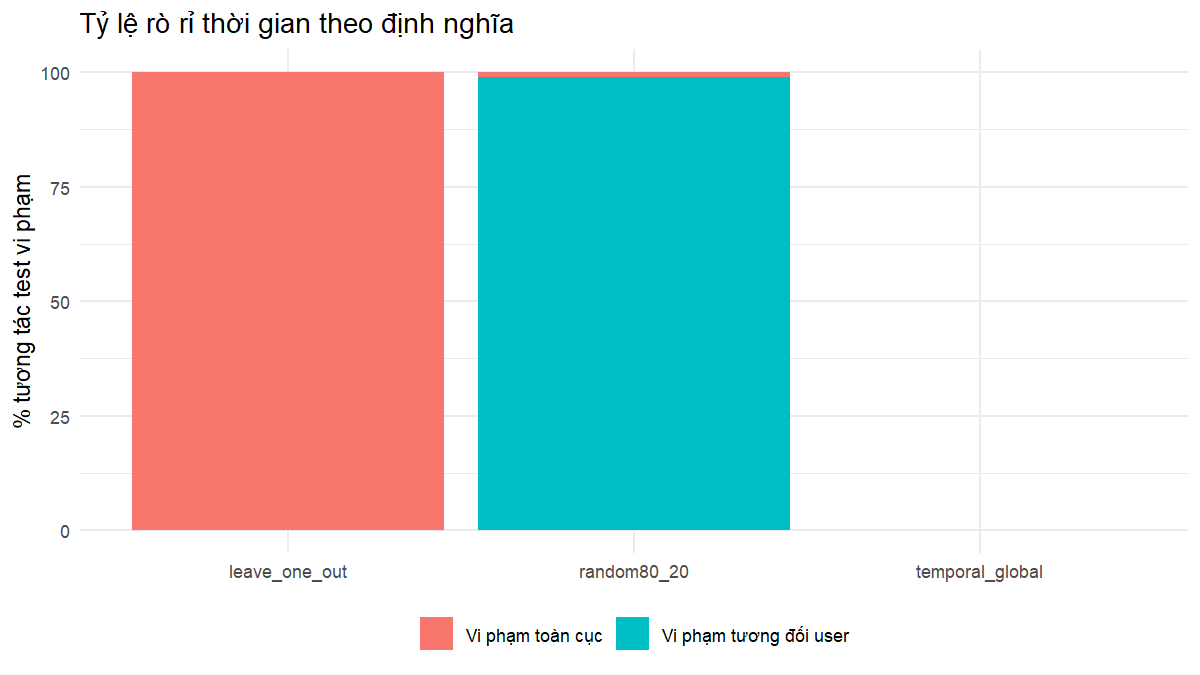 Tỷ lệ rò rỉ thời gian theo định nghĩa
% tương tác test vi phạm
100
75
50
25
0
leave_one_out
random80_20
temporal_global
Vi phạm toàn cục
Vi phạm tương đối user